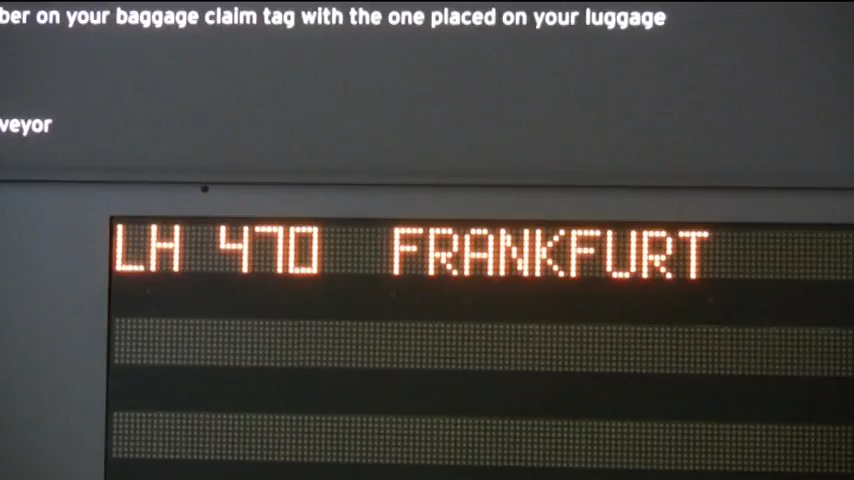 ber on your baggage claim tag with the one placed on your luggage
veyor
LH 470 FRANKFURT